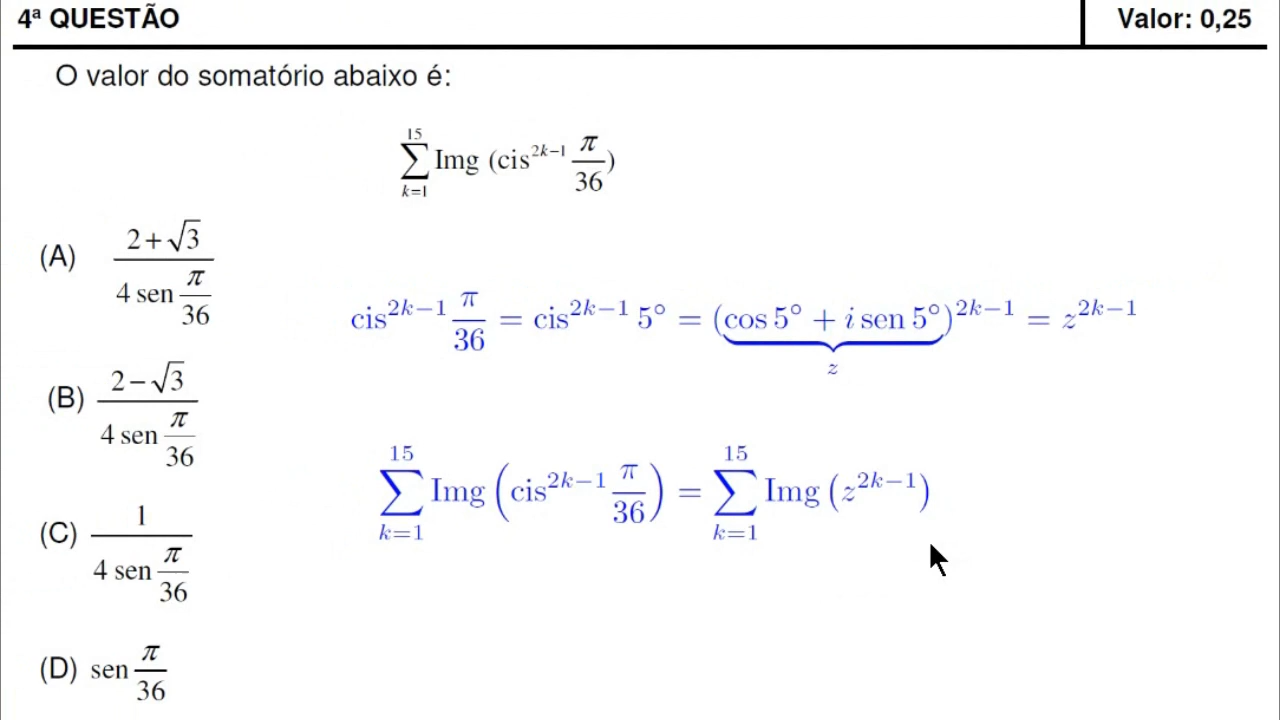 4ª QUESTÃO Valor: 0,25
O valor do somatório abaixo é:
∑_{k=1}^{15} Img (cis^{2k−1} π/36)
(A) (2+√3)/(4 sen π/36)
cis^{2k−1} π/36 = cis^{2k−1} 5° = (cos 5° + i sen 5°)^{2k−1} = z^{2k−1}
z
(B) (2−√3)/(4 sen π/36)
∑_{k=1}^{15} Img (cis^{2k−1} π/36) = ∑_{k=1}^{15} Img (z^{2k−1})
(C) 1/(4 sen π/36)
(D) sen π/36